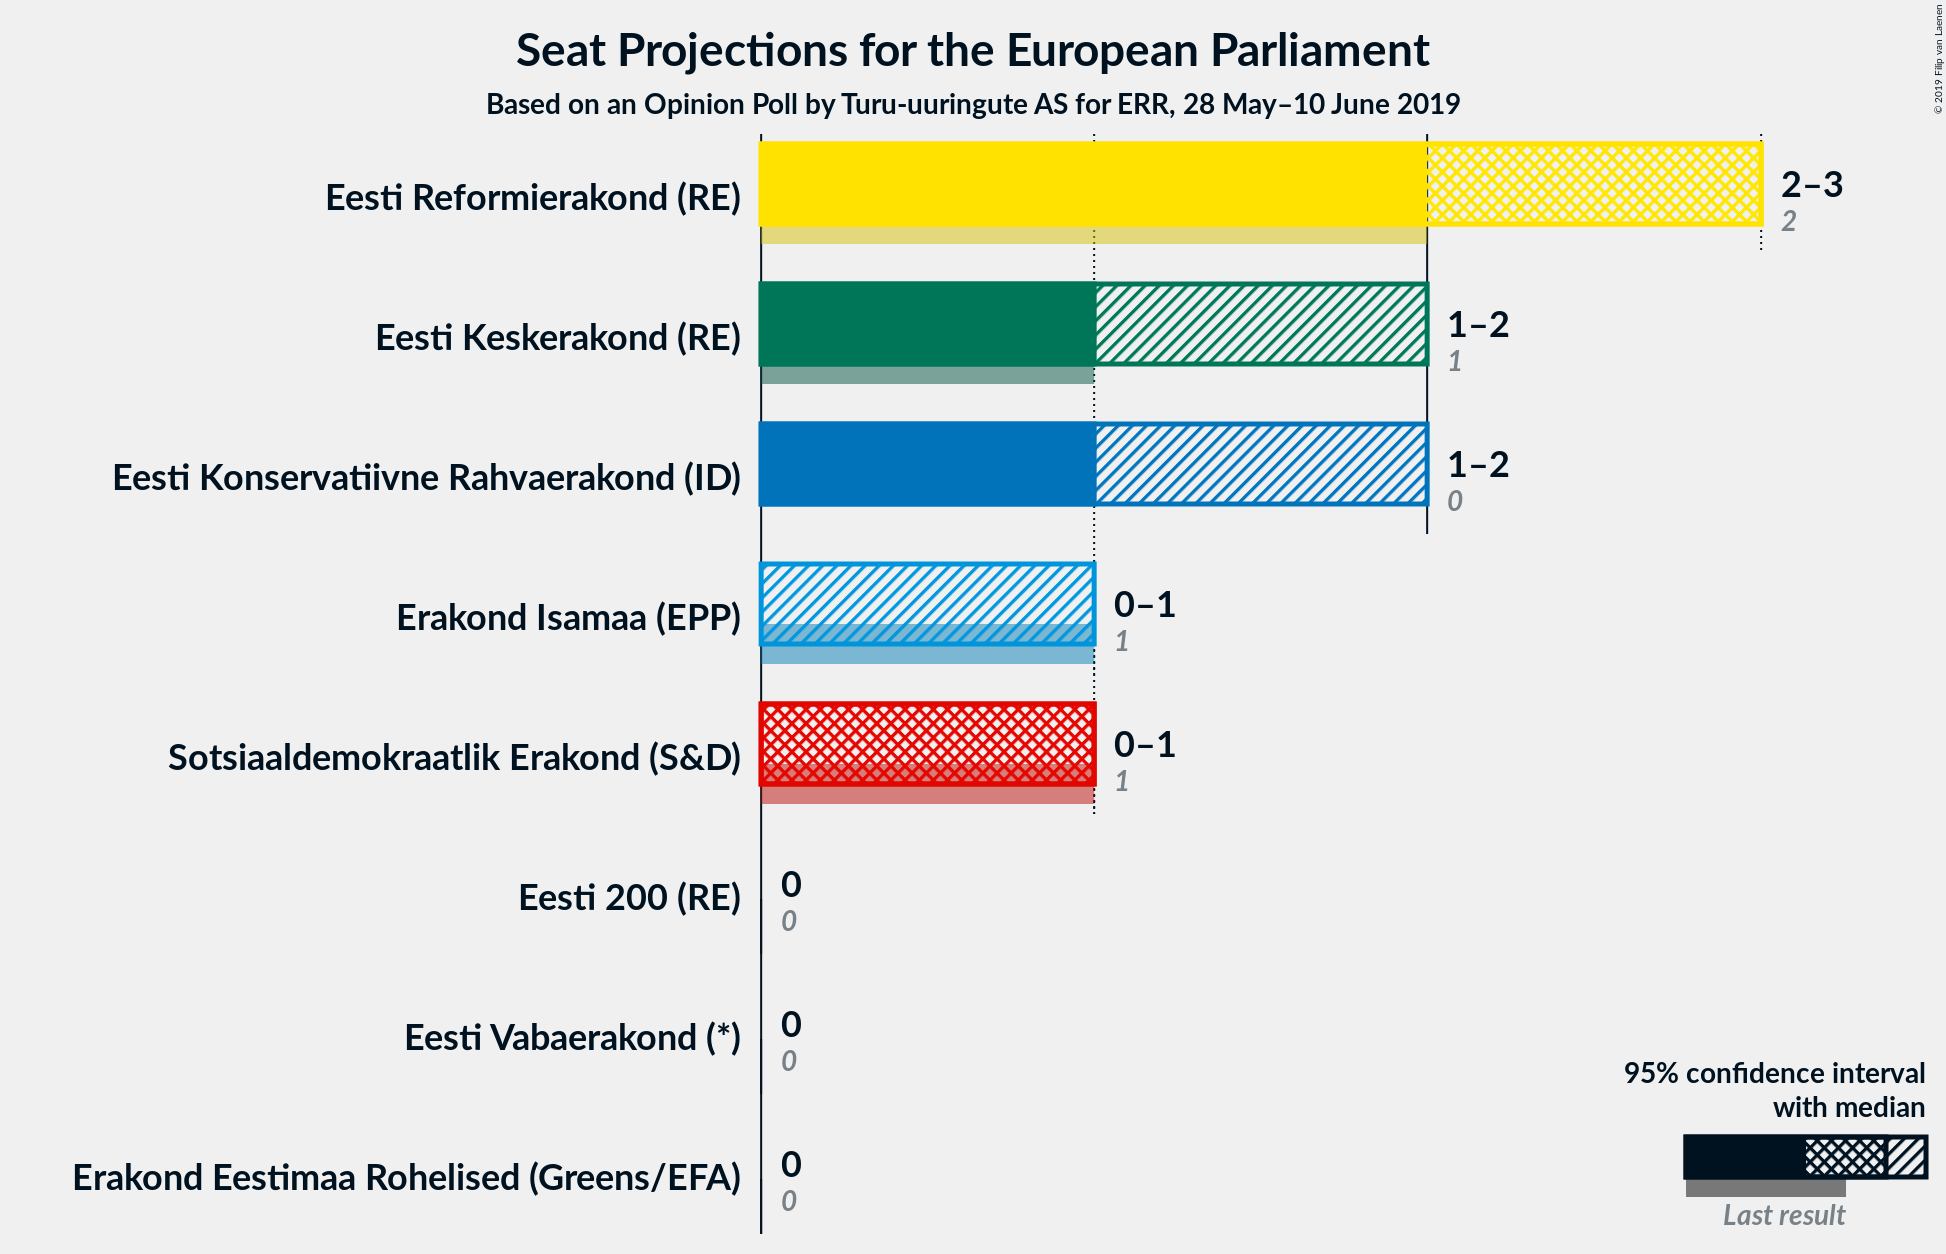 Seat Projections for the European Parliament
Based on an Opinion Poll by Turu-uuringute AS for ERR, 28 May–10 June 2019
© 2019 Filip van Laenen
Eesti Reformierakond (RE)
2–3
2
Eesti Keskerakond (RE)
1–2
1
Eesti Konservatiivne Rahvaerakond (ID)
1–2
0
Erakond Isamaa (EPP)
0–1
1
Sotsiaaldemokraatlik Erakond (S&D)
0–1
1
Eesti 200 (RE)
0
0
Eesti Vabaerakond (*)
0
0
Erakond Eestimaa Rohelised (Greens/EFA)
0
0
95% confidence interval
with median
Last result